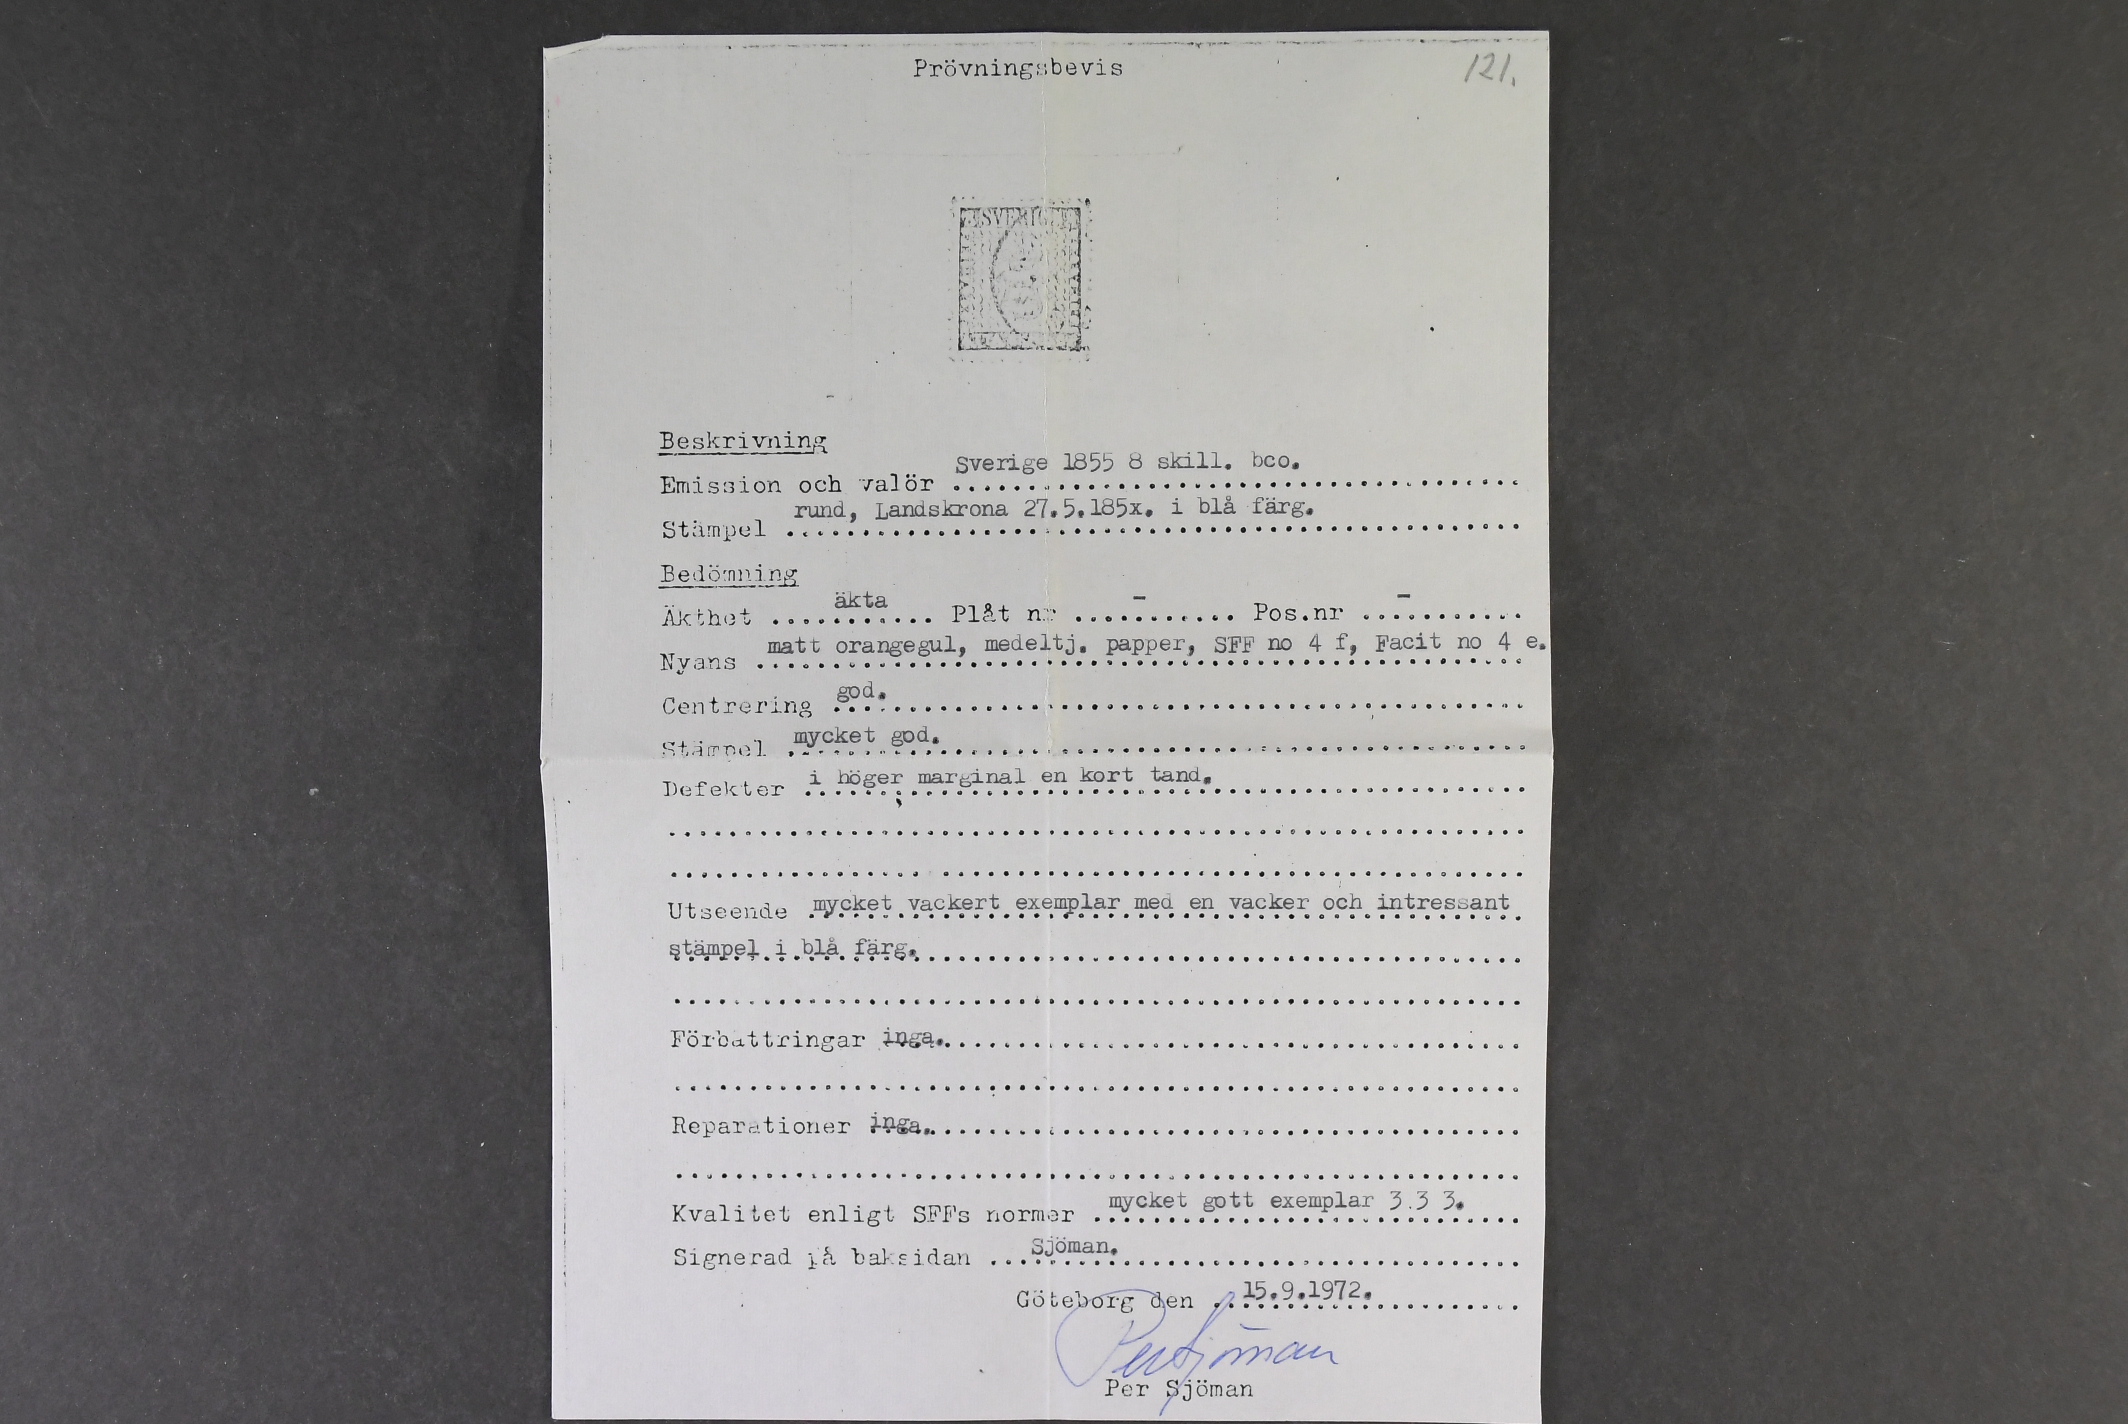 Prövningsbevis
121.
SVERIGE
Beskrivning
Emission och valör Sverige 1855 8 skill. bco.
Stämpel rund, Landskrona 27.5.185x. i blå färg.
Bedömning
Äkthet äkta Plåt nr - Pos.nr -
Nyans matt orangegul, medeltj. papper, SFF no 4 f, Facit no 4 e.
Centrering god.
Stämpel mycket god.
Defekter i höger marginal en kort tand.
Utseende mycket vackert exemplar med en vacker och intressant
stämpel i blå färg.
Förbättringar inga.
Reparationer inga.
Kvalitet enligt SFFs normer mycket gott exemplar 3.3 3.
Signerad på baksidan Sjöman.
Göteborg den 15.9.1972.
Per Sjöman
Per Sjöman